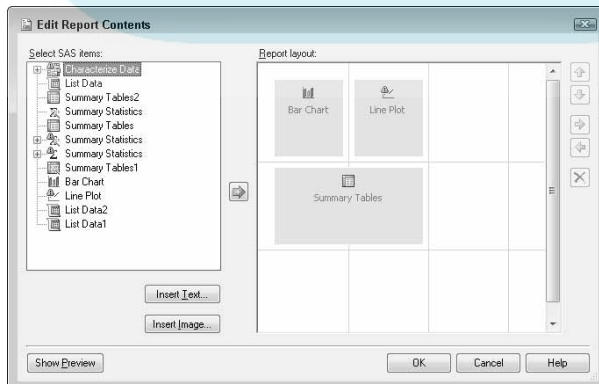 Edit Report Contents
Select SAS items:
Characterize Data
List Data
Summary Tables2
Summary Statistics
Summary Tables
Summary Statistics
Summary Statistics
Summary Tables1
Bar Chart
Line Plot
List Data2
List Data1
Insert Text...
Insert Image...
Report layout:
Bar Chart
Line Plot
Summary Tables
Show Preview
OK
Cancel
Help